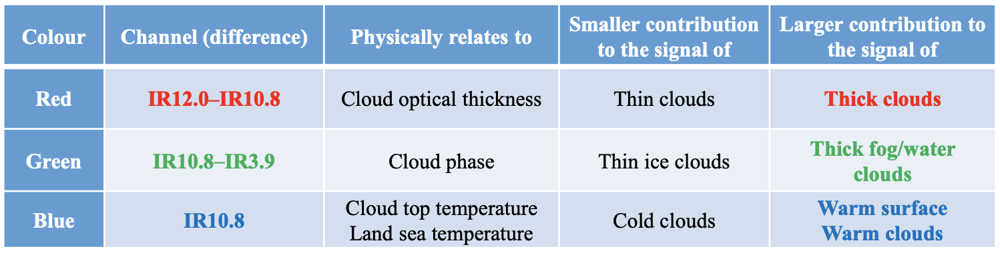 Colour Channel (difference) Physically relates to Smaller contribution to the signal of Larger contribution to the signal of
Red IR12.0–IR10.8 Cloud optical thickness Thin clouds Thick clouds
Green IR10.8–IR3.9 Cloud phase Thin ice clouds Thick fog/water clouds
Blue IR10.8 Cloud top temperature Land sea temperature Cold clouds Warm surface Warm clouds